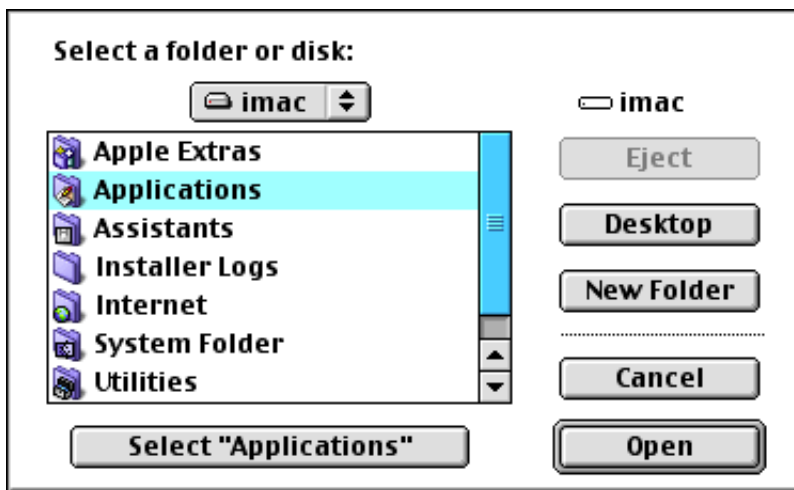 Select a folder or disk:
imac
imac
Apple Extras
Applications
Assistants
Installer Logs
Internet
System Folder
Utilities
Eject
Desktop
New Folder
Cancel
Select "Applications"
Open